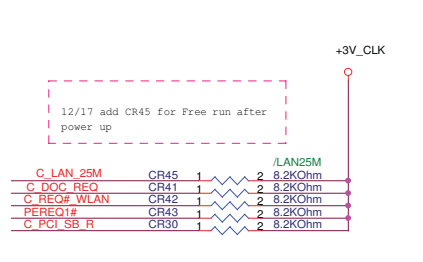 +3V_CLK
12/17 add CR45 for Free run after
power up
/LAN25M
C_LAN_25M CR45 1 2 8.2KOhm
C_DOC_REQ CR41 1 2 8.2KOhm
C_REQ#_WLAN CR42 1 2 8.2KOhm
PEREQ1# CR43 1 2 8.2KOhm
C_PCI_SB_R CR30 1 2 8.2KOhm